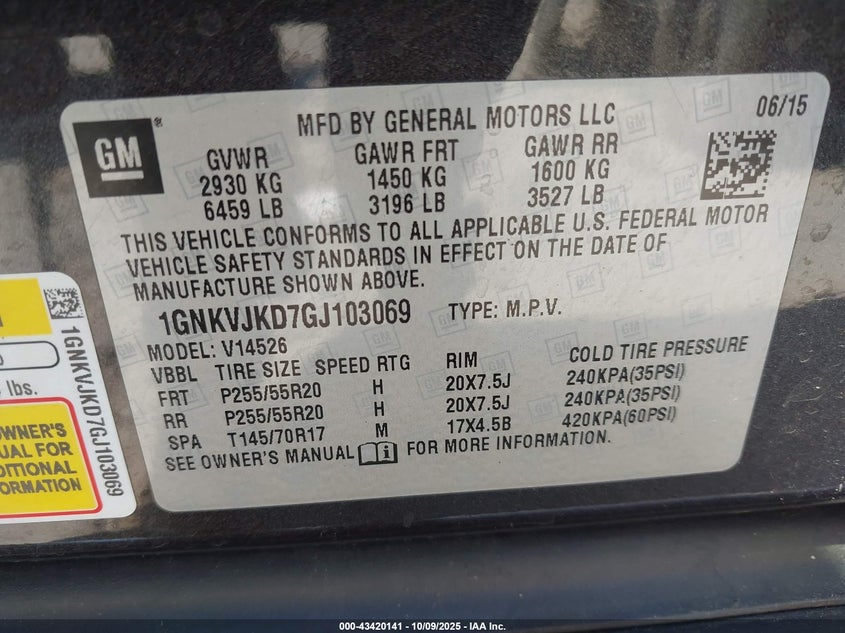 GM
MFD BY GENERAL MOTORS LLC
06/15
GVWR GAWR FRT GAWR RR
2930 KG 1450 KG 1600 KG
6459 LB 3196 LB 3527 LB
THIS VEHICLE CONFORMS TO ALL APPLICABLE U.S. FEDERAL MOTOR
VEHICLE SAFETY STANDARDS IN EFFECT ON THE DATE OF
MANUFACTURE SHOWN ABOVE.
1GNKVJKD7GJ103069 TYPE: M.P.V.
MODEL: V14526
VBBL TIRE SIZE SPEED RTG RIM COLD TIRE PRESSURE
FRT P255/55R20 H 20X7.5J 240KPA(35PSI)
RR P255/55R20 H 20X7.5J 240KPA(35PSI)
SPA T145/70R17 M 17X4.5B 420KPA(60PSI)
SEE OWNER'S MANUAL i FOR MORE INFORMATION.
lbs.
1GNKVJKD7GJ103069
OWNER'S
FOR
000-43420141 - 10/09/2025 - IAA Inc.